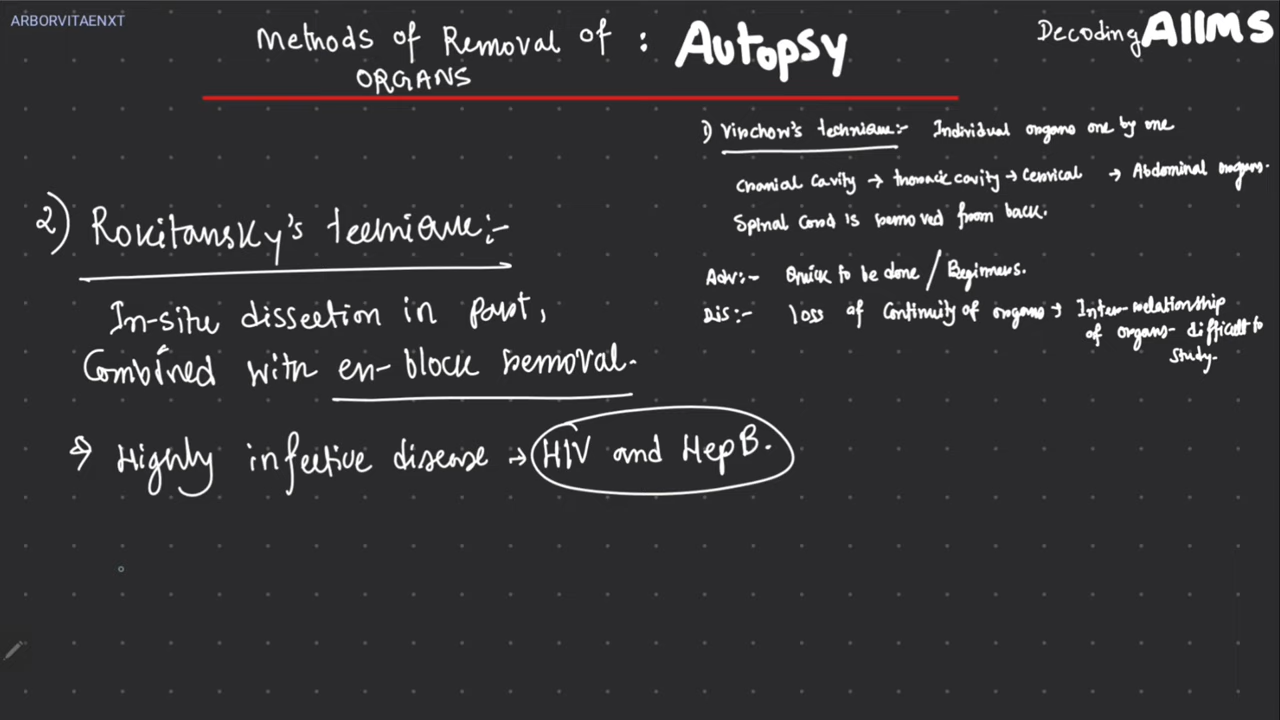 ARBORVITAENXT
Methods of Removal of : Autopsy
ORGANS
Decoding AIIMS
1) Virchow's technique:- Individual organs one by one
Cranial Cavity → thoracic cavity → Cervical → Abdominal organs.
Spinal Cord is removed from back.
Adv:- Quick to be done / Beginners.
Dis:- loss of Continuity of organs → Inter-relationship
of organs- difficult to
study.
2) Rokitansky's technique:-
In-situ dissection in part,
Combined with en-block removal.
⇒ Highly infective disease → HIV and HepB.